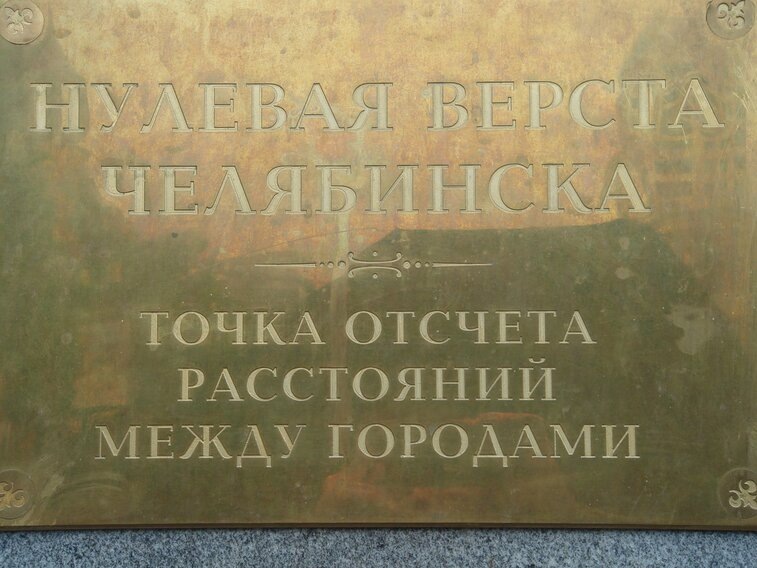 НУЛЕВАЯ ВЕРСТА
ЧЕЛЯБИНСКА
ТОЧКА ОТСЧЕТА
РАССТОЯНИЙ
МЕЖДУ ГОРОДАМИ